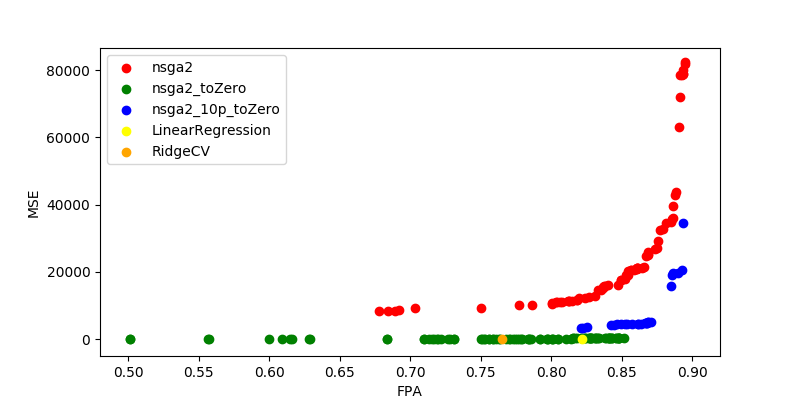 nsga2
nsga2_toZero
nsga2_10p_toZero
LinearRegression
RidgeCV
MSE
80000
60000
40000
20000
0
0.50 0.55 0.60 0.65 0.70 0.75 0.80 0.85 0.90
FPA